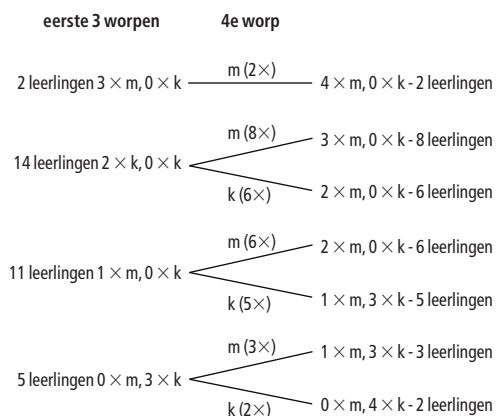 eerste 3 worpen 4e worp
m (2×)
2 leerlingen 3 × m, 0 × k 4 × m, 0 × k - 2 leerlingen
m (8×)
3 × m, 0 × k - 8 leerlingen
14 leerlingen 2 × k, 0 × k
2 × m, 0 × k - 6 leerlingen
k (6×)
m (6×)
2 × m, 0 × k - 6 leerlingen
11 leerlingen 1 × m, 0 × k
1 × m, 3 × k - 5 leerlingen
k (5×)
m (3×)
1 × m, 3 × k - 3 leerlingen
5 leerlingen 0 × m, 3 × k
0 × m, 4 × k - 2 leerlingen
k (2×)